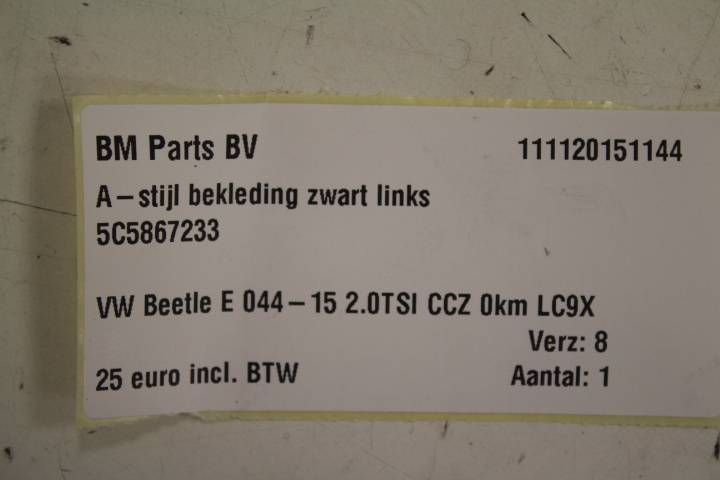 BM Parts BV 111120151144
A-stijl bekleding zwart links
5C5867233
VW Beetle E 044-15 2.0TSI CCZ 0km LC9X
Verz: 8
25 euro incl. BTW Aantal: 1